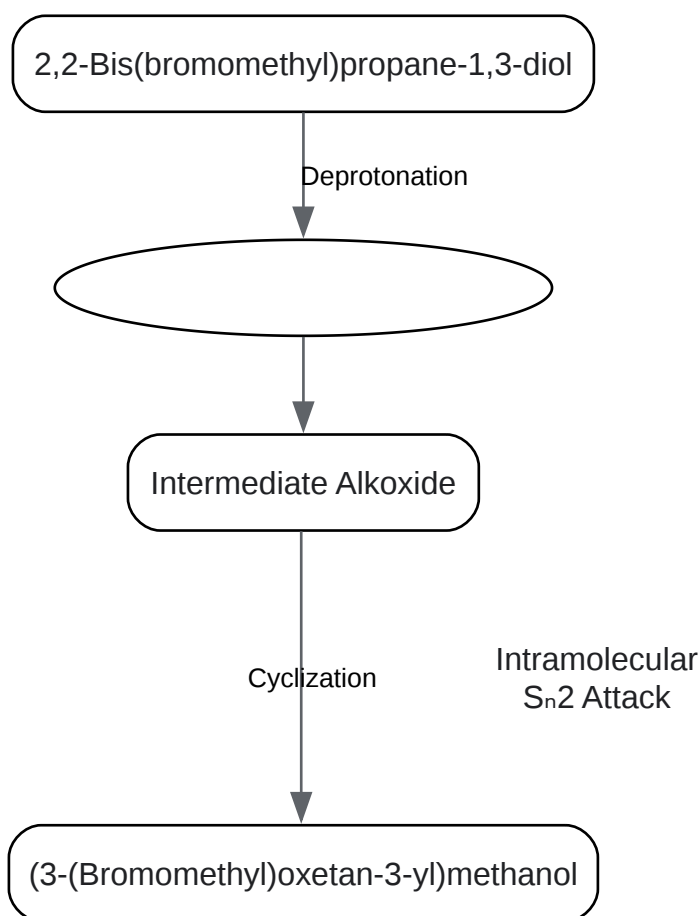 2,2-Bis(bromomethyl)propane-1,3-diol
Deprotonation
Intermediate Alkoxide
Cyclization
Intramolecular
Sₙ2 Attack
(3-(Bromomethyl)oxetan-3-yl)methanol